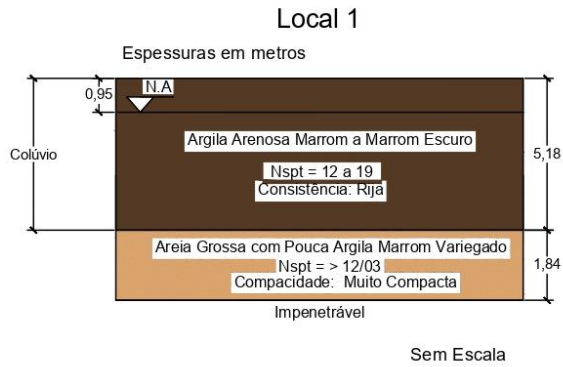 Local 1
Espessuras em metros
0,95
N.A
Colúvio
Argila Arenosa Marrom a Marrom Escuro
5,18
Nspt = 12 a 19
Consistência: Rija
Areia Grossa com Pouca Argila Marrom Variegado
Nspt = > 12/03
1,84
Compacidade: Muito Compacta
Impenetrável
Sem Escala